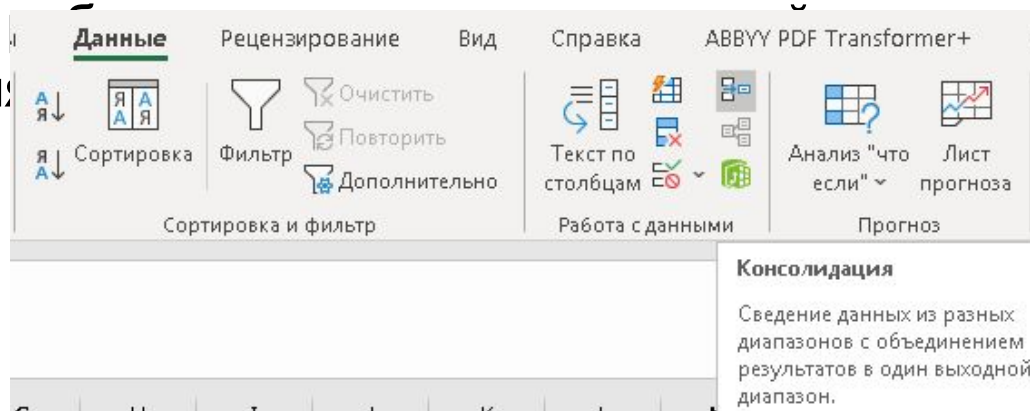 Данные Рецензирование Вид Справка ABBYY PDF Transformer+
А Я Я А А Я Очистить
Повторить
Я А Сортировка Фильтр Дополнительно Текст по столбцам Анализ "что если" Лист прогноза
Сортировка и фильтр Работа с данными Прогноз
Консолидация
Сведение данных из разных
диапазонов с объединением
результатов в один выходной
диапазон.